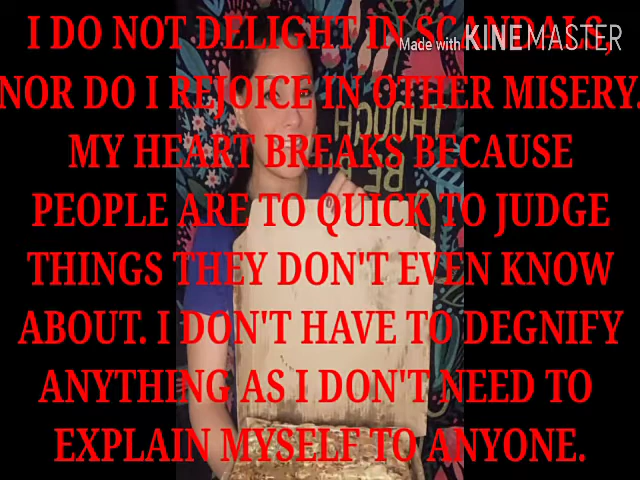 I DO NOT DELIGHT IN SCANDALS,
Made with KINEMASTER
NOR DO I REJOICE IN OTHER MISERY.
MY HEART BREAKS BECAUSE
PEOPLE ARE TO QUICK TO JUDGE
THINGS THEY DON'T EVEN KNOW
ABOUT. I DON'T HAVE TO DEGNIFY
ANYTHING AS I DON'T NEED TO
EXPLAIN MYSELF TO ANYONE.